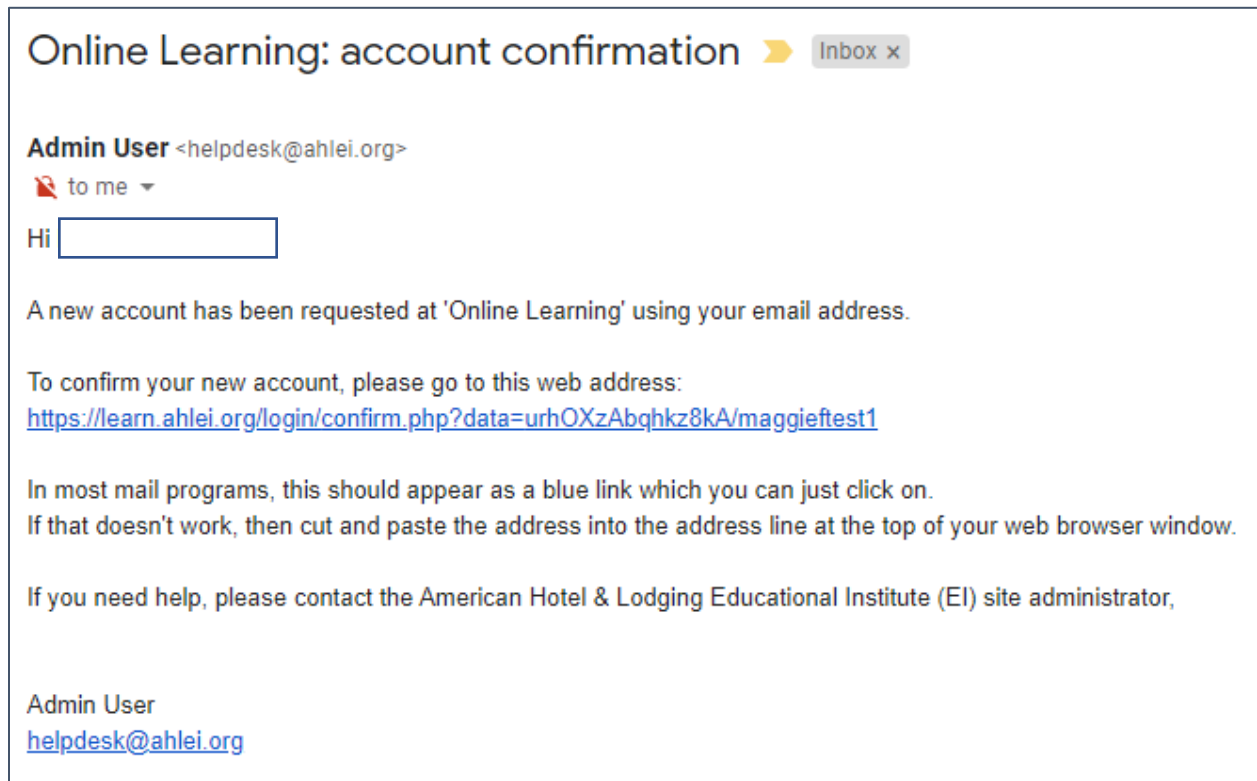 Online Learning: account confirmation Inbox x
Admin User <helpdesk@ahlei.org>
to me
Hi
A new account has been requested at 'Online Learning' using your email address.
To confirm your new account, please go to this web address:
https://learn.ahlei.org/login/confirm.php?data=urhOXzAbqhkz8kA/maggieftest1
In most mail programs, this should appear as a blue link which you can just click on.
If that doesn't work, then cut and paste the address into the address line at the top of your web browser window.
If you need help, please contact the American Hotel & Lodging Educational Institute (EI) site administrator,
Admin User
helpdesk@ahlei.org